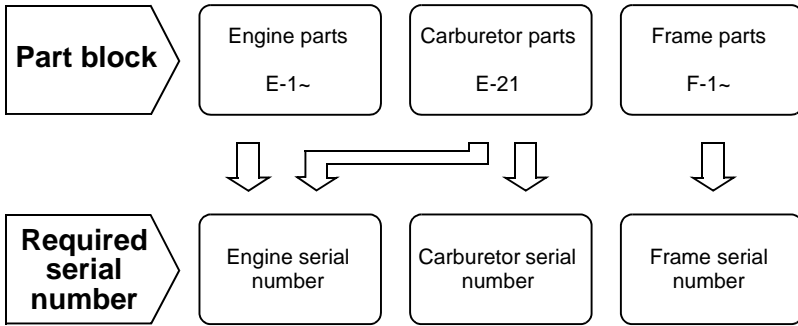 Part block
Engine parts
E-1~
Carburetor parts
E-21
Frame parts
F-1~
Required
serial
number
Engine serial
number
Carburetor serial
number
Frame serial
number